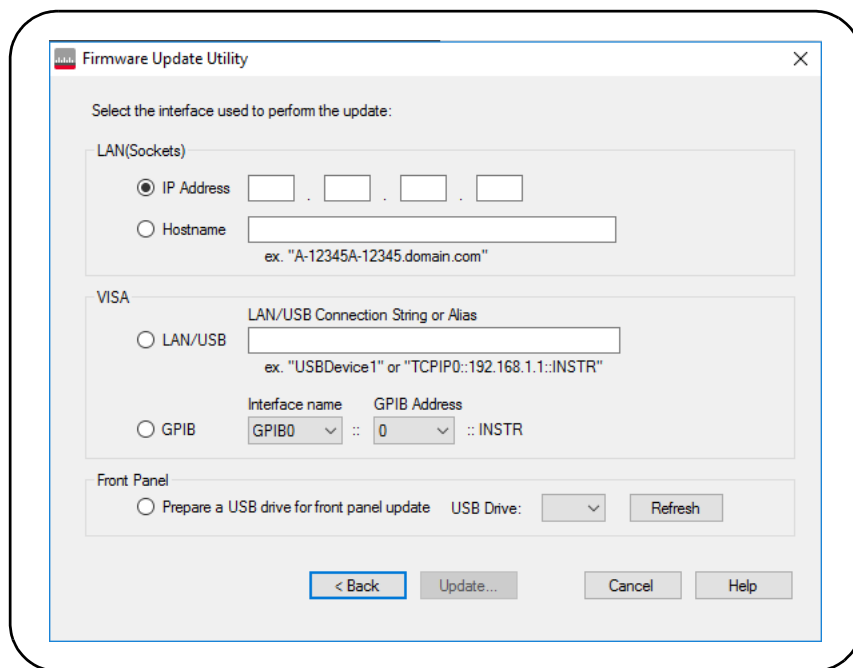 Firmware Update Utility
Select the interface used to perform the update:
LAN(Sockets)
IP Address . . .
Hostname
ex. "A-12345A-12345.domain.com"
VISA
LAN/USB Connection String or Alias
LAN/USB
ex. "USBDevice1" or "TCPIP0::192.168.1.1::INSTR"
Interface name GPIB Address
GPIB GPIB0 :: 0 :: INSTR
Front Panel
Prepare a USB drive for front panel update USB Drive: Refresh
< Back Update... Cancel Help